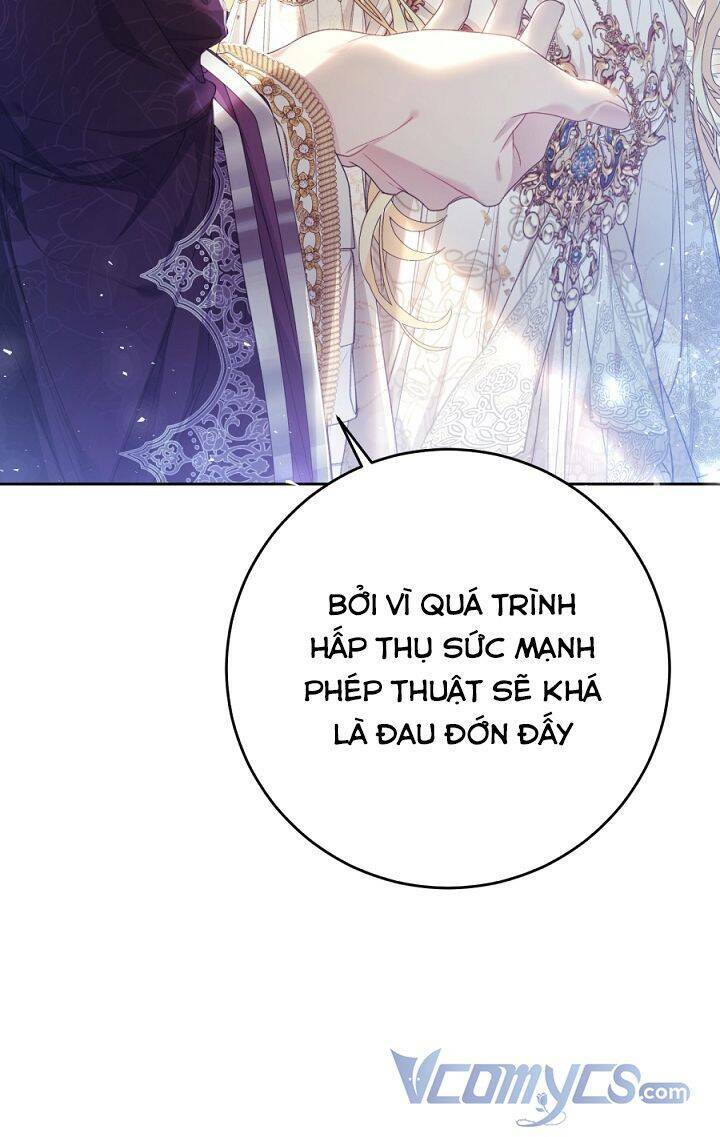 BỞI VÌ QUÁ TRÌNH
HẤP THỤ SỨC MẠNH
PHÉP THUẬT SẼ KHÁ
LÀ ĐAU ĐỚN ĐẤY
VCOMYCS.com